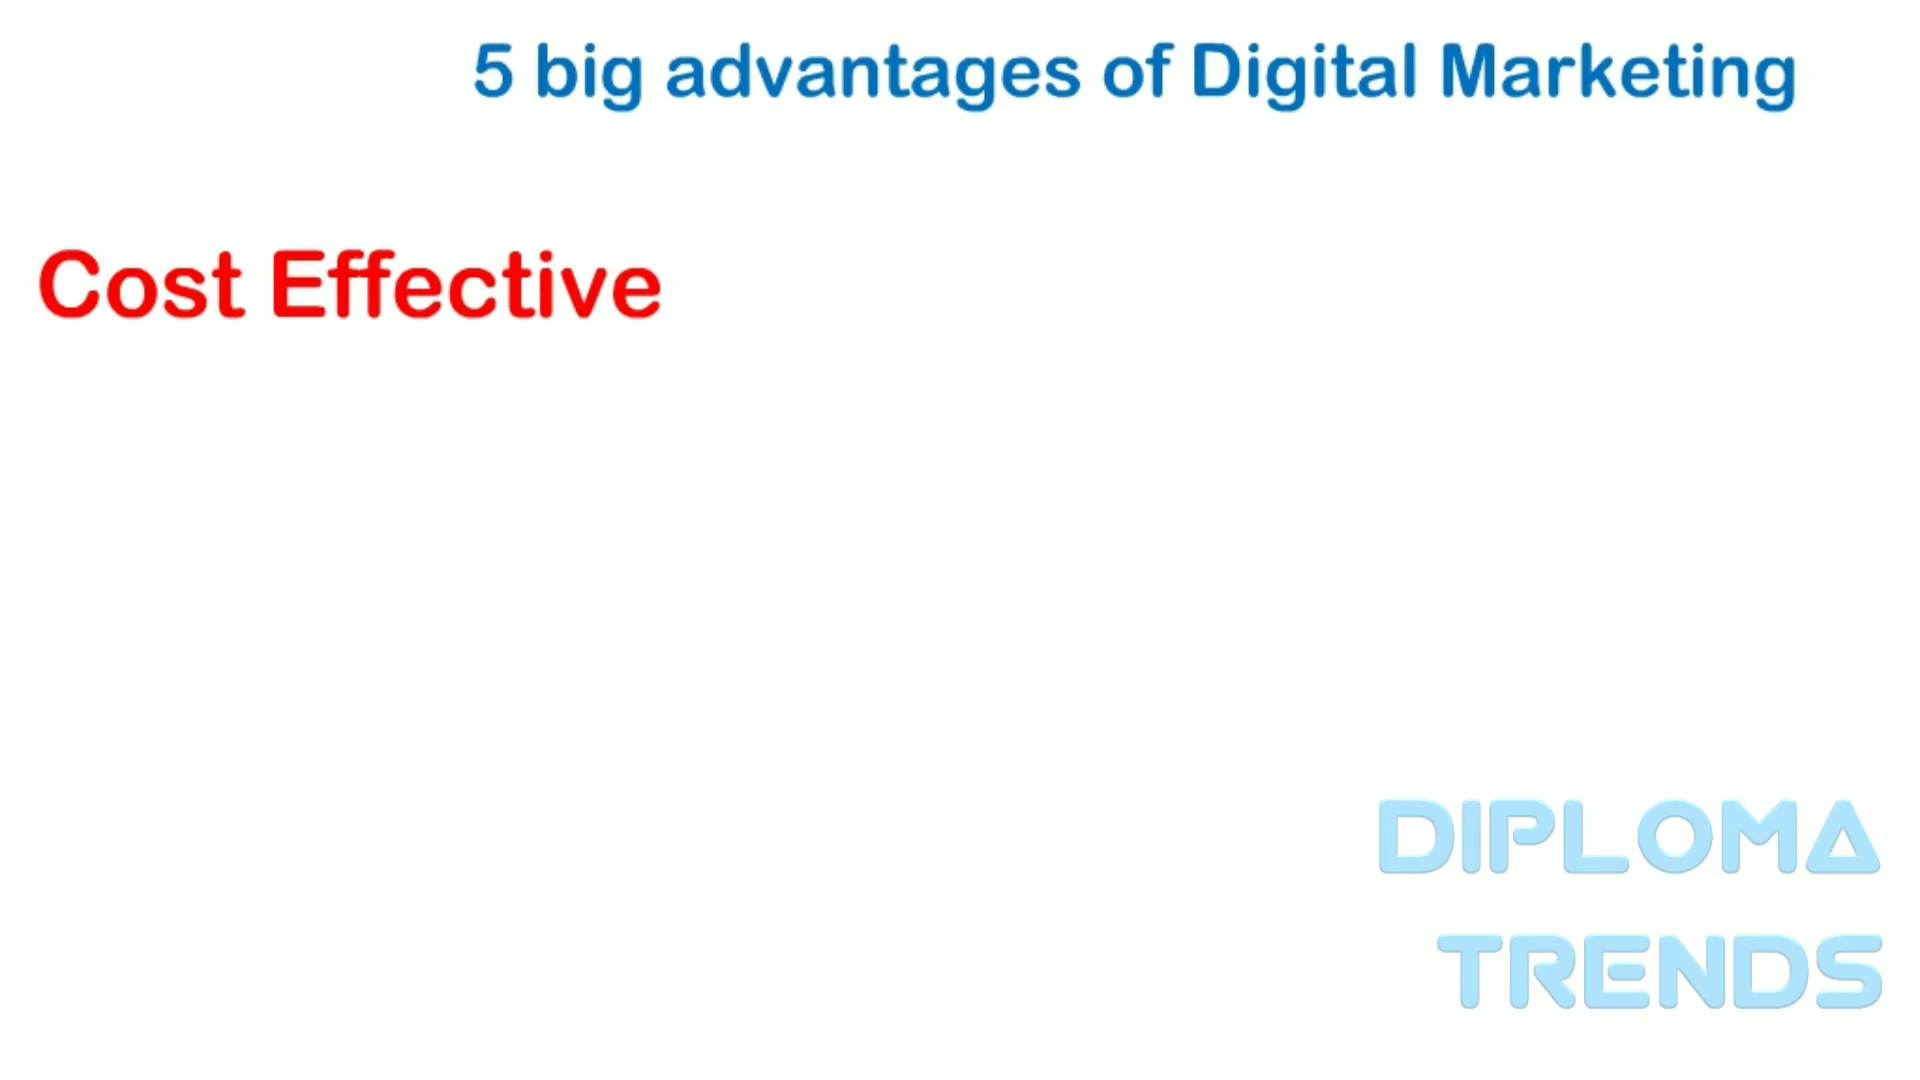 5 big advantages of Digital Marketing
Cost Effective
DIPLOMA
TRENDS